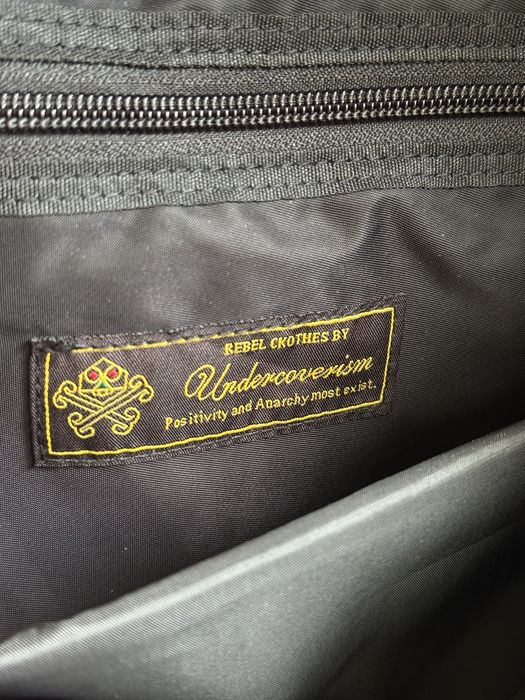 REBEL CKOTHES BY
Undercoverism
Positivity and Anarchy most exist.